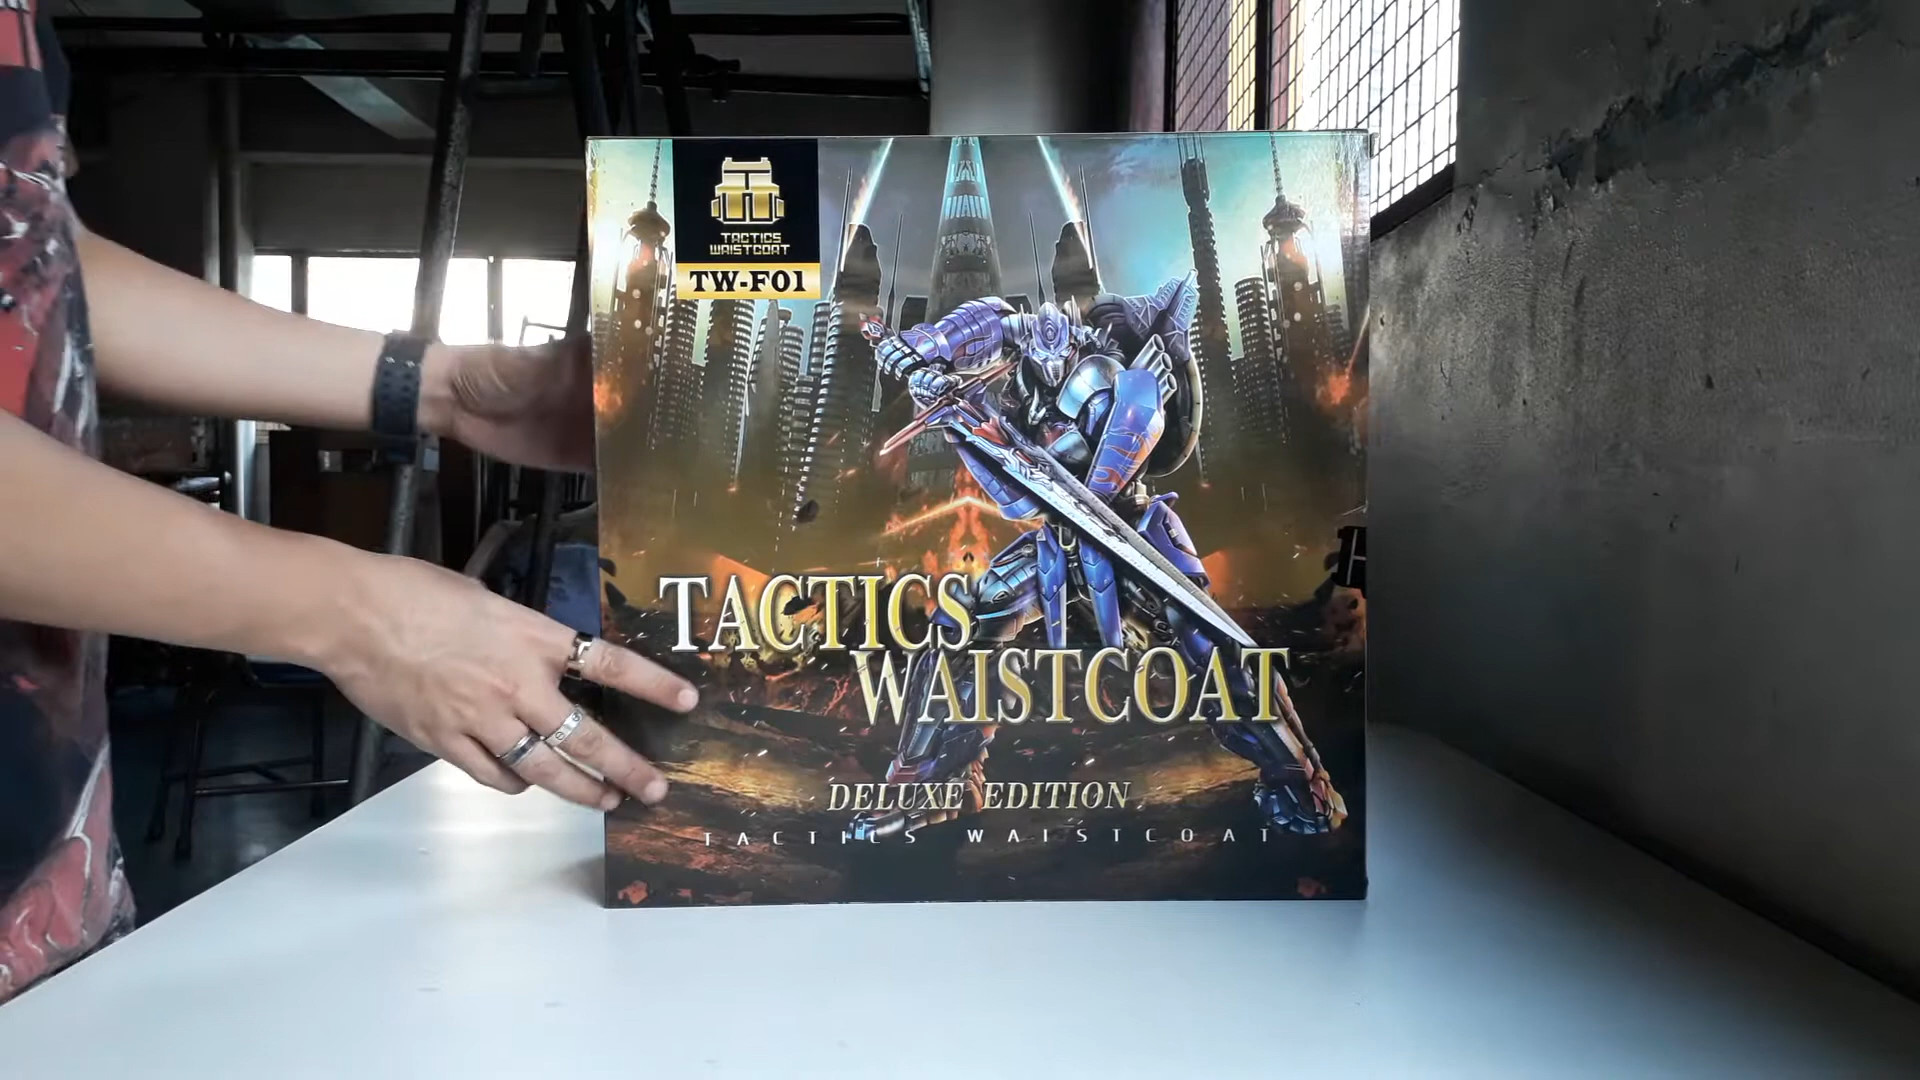 TACTICS
WAISTCOAT
TW-F01
TACTICS
WAISTCOAT
DELUXE EDITION
TACTICS WAISTCOAT